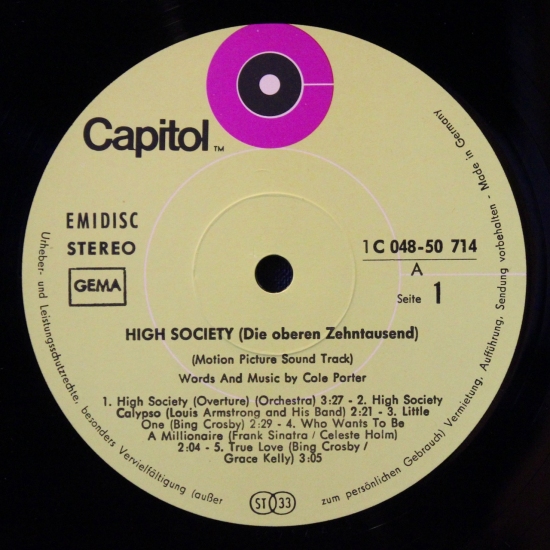 Capitol™
EMIDISC
STEREO
GEMA
1 C 048-50 714
A
Seite 1
HIGH SOCIETY (Die oberen Zehntausend)
(Motion Picture Sound Track)
Words And Music by Cole Porter
1. High Society (Overture) (Orchestra) 3:27 - 2. High Society
Calypso (Louis Armstrong and His Band) 2:21 - 3. Little
One (Bing Crosby) 2:29 - 4. Who Wants To Be
A Millionaire (Frank Sinatra / Celeste Holm)
2:04 - 5. True Love (Bing Crosby /
Grace Kelly) 3:05
ST 33
Urheber- und Leistungsschutzrechte, besonders Vervielfältigung (außer
zum persönlichen Gebrauch) Vermietung, Aufführung, Sendung vorbehalten - Made in Germany